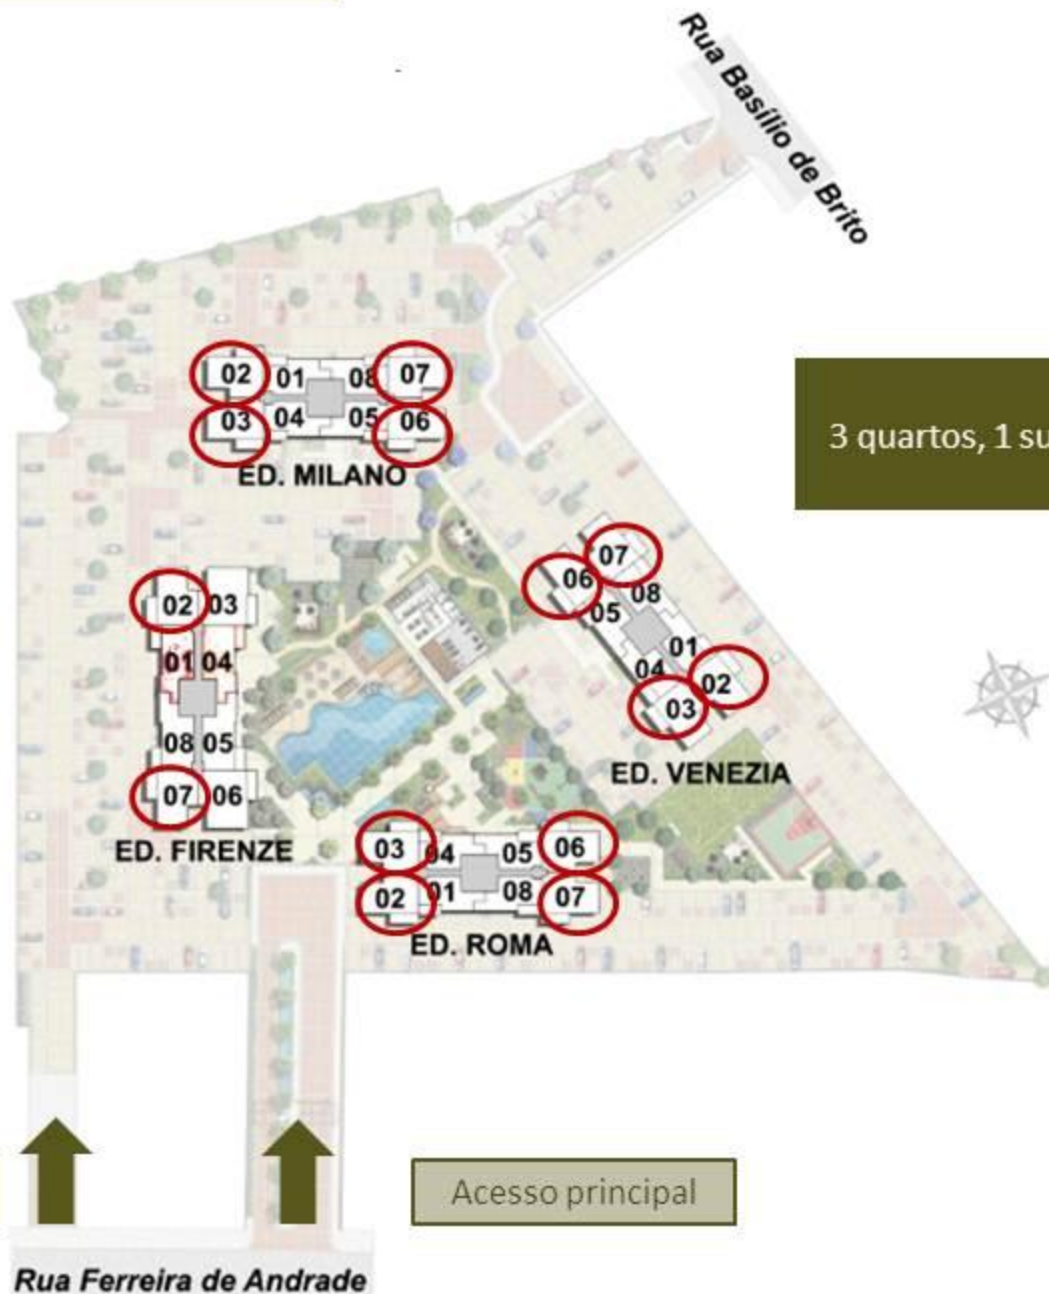 Rua Basílio de Brito
02 01 08 07
03 04 05 06
ED. MILANO
3 quartos, 1 su
07
06
08
05
01
04
02
03
ED. VENEZIA
02 03
01 04
08 05
07 06
ED. FIRENZE
03 04 05 06
02 01 08 07
ED. ROMA
Acesso principal
Rua Ferreira de Andrade